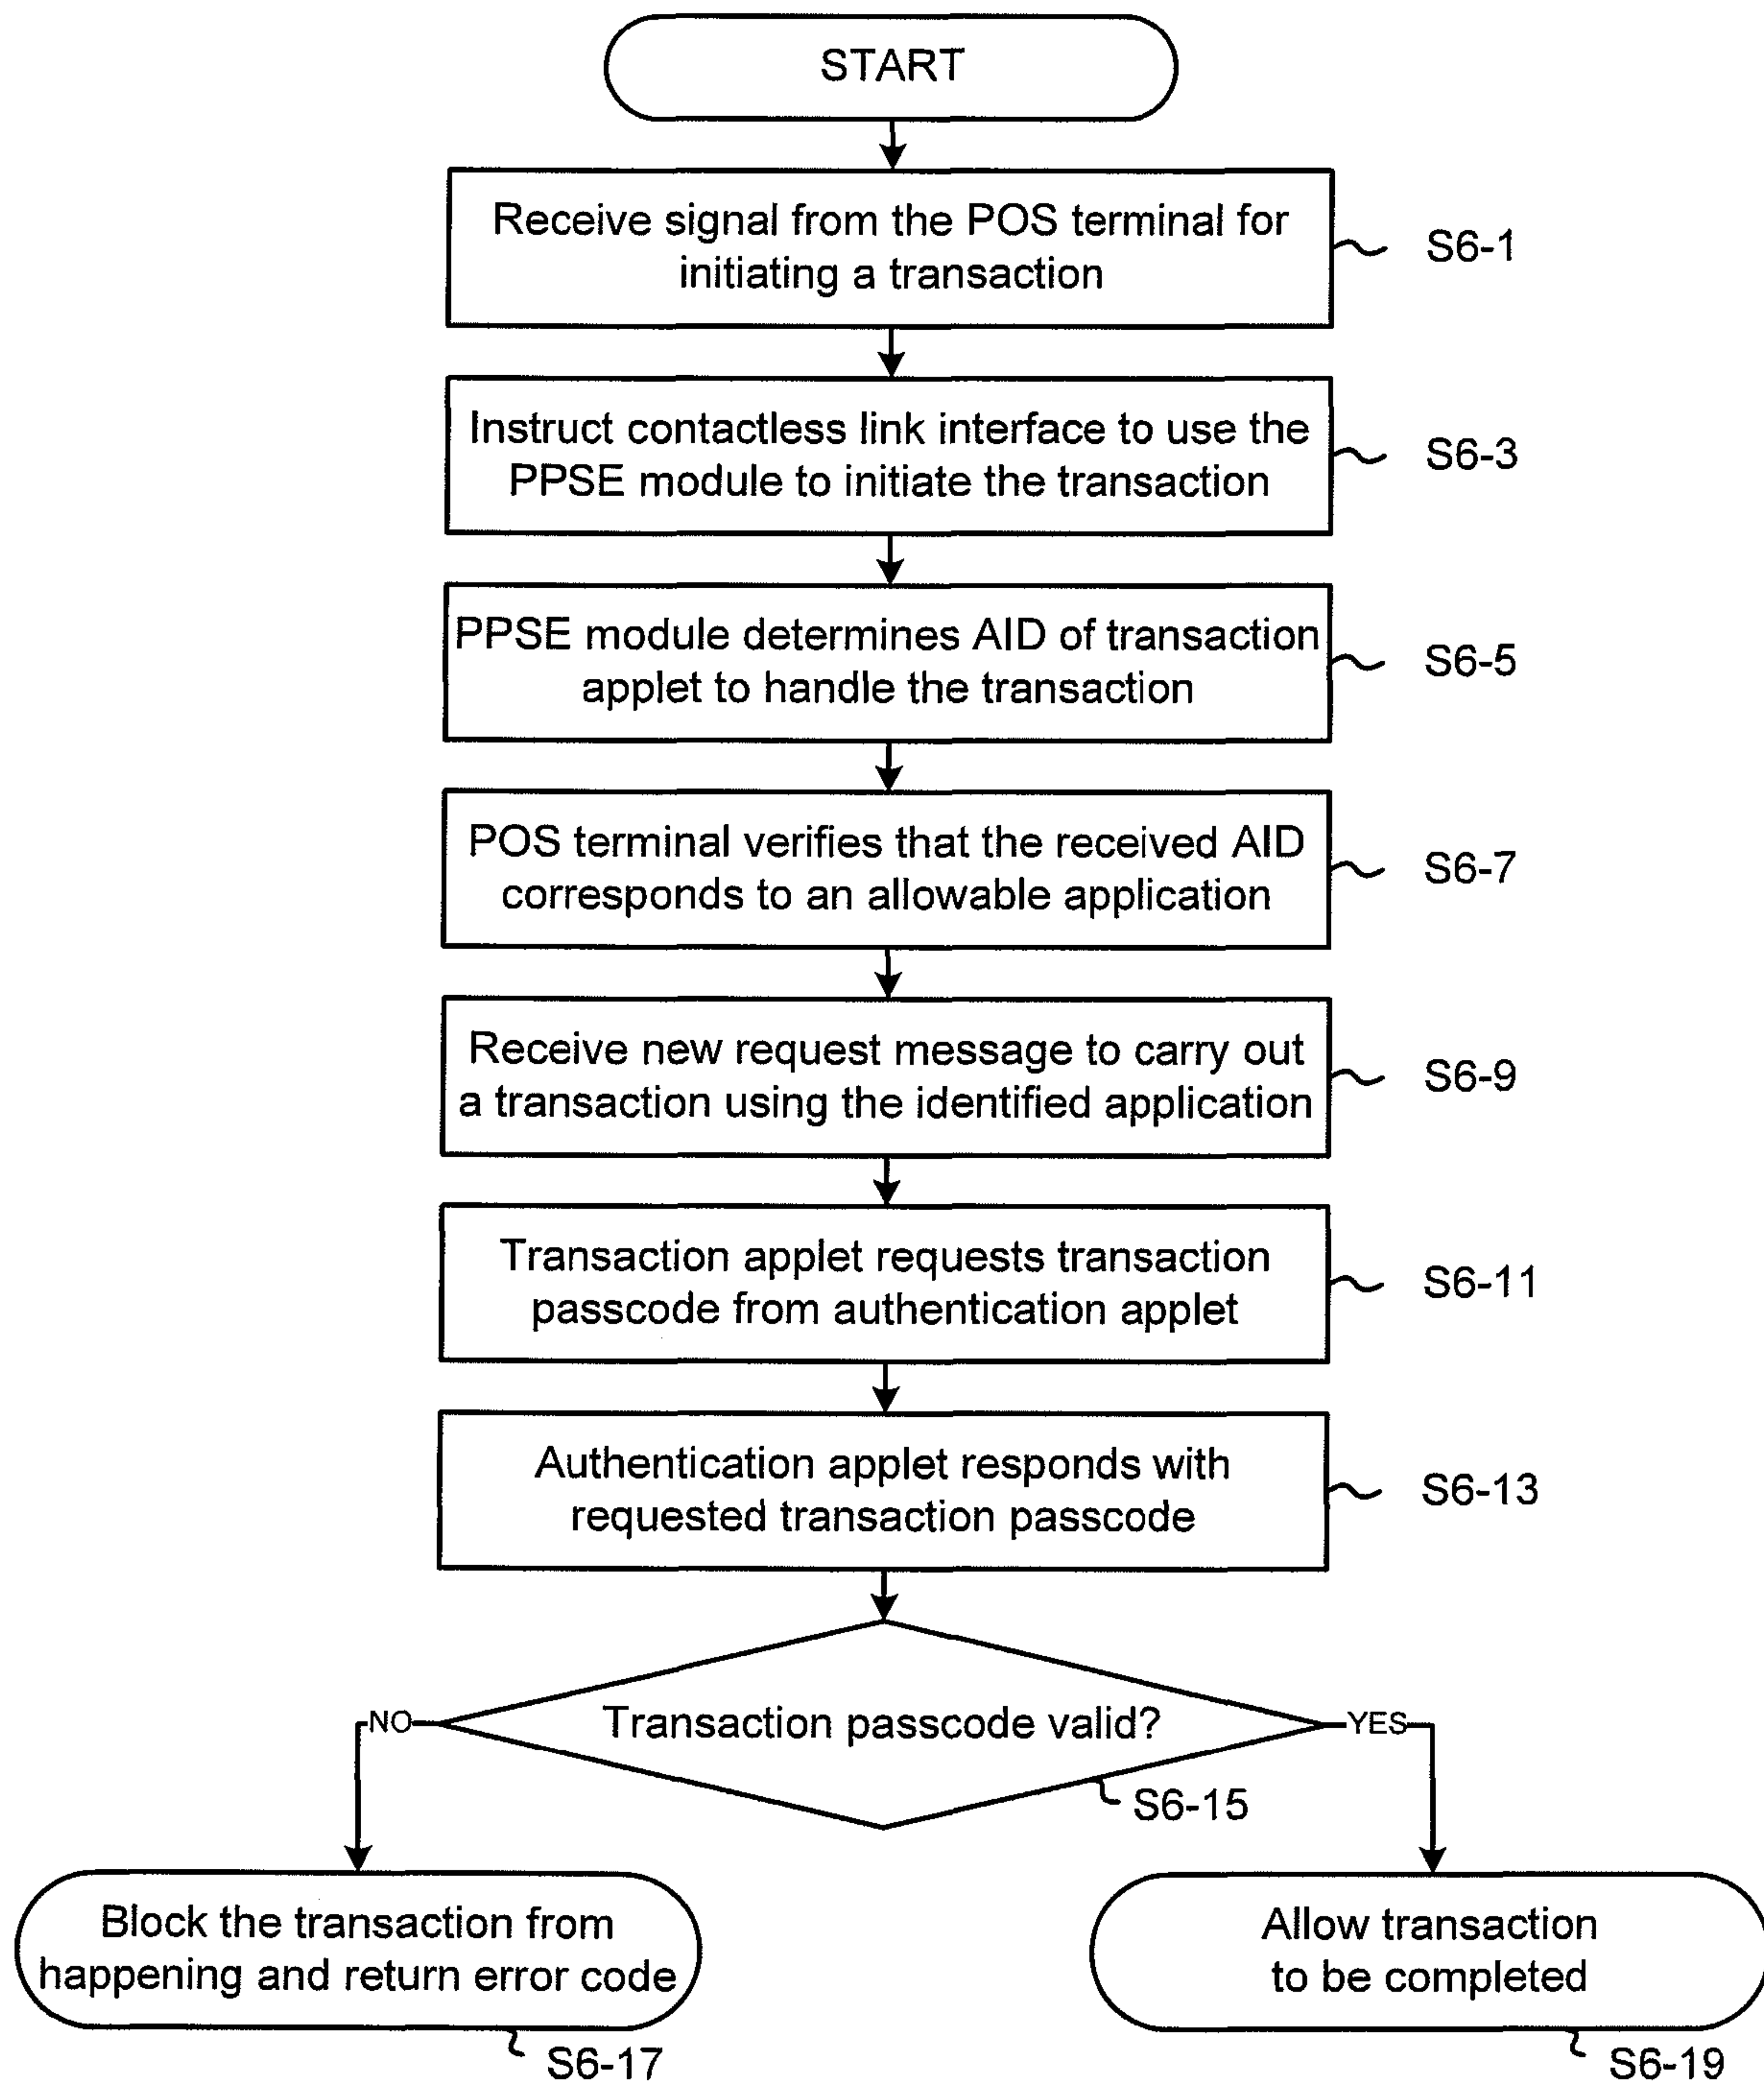 START
Receive signal from the POS terminal for
initiating a transaction
S6-1
Instruct contactless link interface to use the
PPSE module to initiate the transaction
S6-3
PPSE module determines AID of transaction
applet to handle the transaction
S6-5
POS terminal verifies that the received AID
corresponds to an allowable application
S6-7
Receive new request message to carry out
a transaction using the identified application
S6-9
Transaction applet requests transaction
passcode from authentication applet
S6-11
Authentication applet responds with
requested transaction passcode
S6-13
NO
Transaction passcode valid?
YES
S6-15
Block the transaction from
happening and return error code
S6-17
Allow transaction
to be completed
S6-19